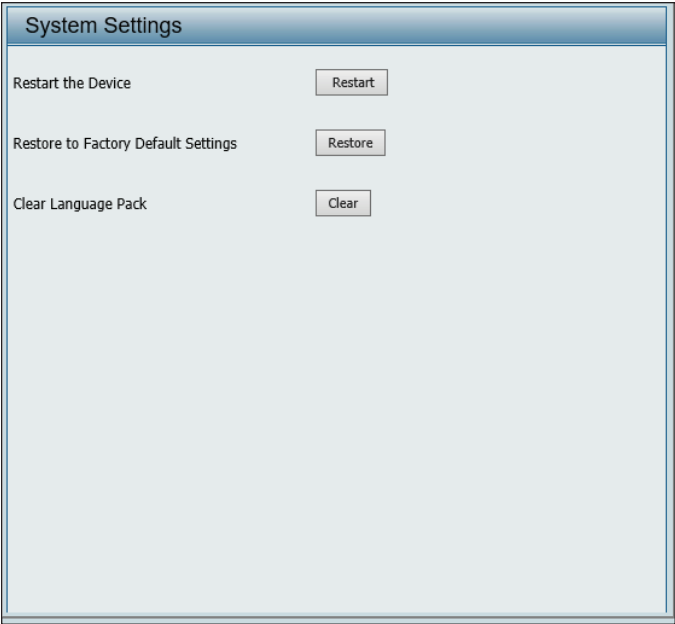 System Settings
Restart the Device Restart
Restore to Factory Default Settings Restore
Clear Language Pack Clear